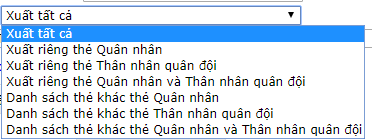 Xuất tất cả
Xuất tất cả
Xuất riêng thẻ Quân nhân
Xuất riêng thẻ Thân nhân quân đội
Xuất riêng thẻ Quân nhân và Thân nhân quân đội
Danh sách thẻ khác thẻ Quân nhân
Danh sách thẻ khác thẻ Thân nhân quân đội
Danh sách thẻ khác thẻ Quân nhân và Thân nhân quân đội